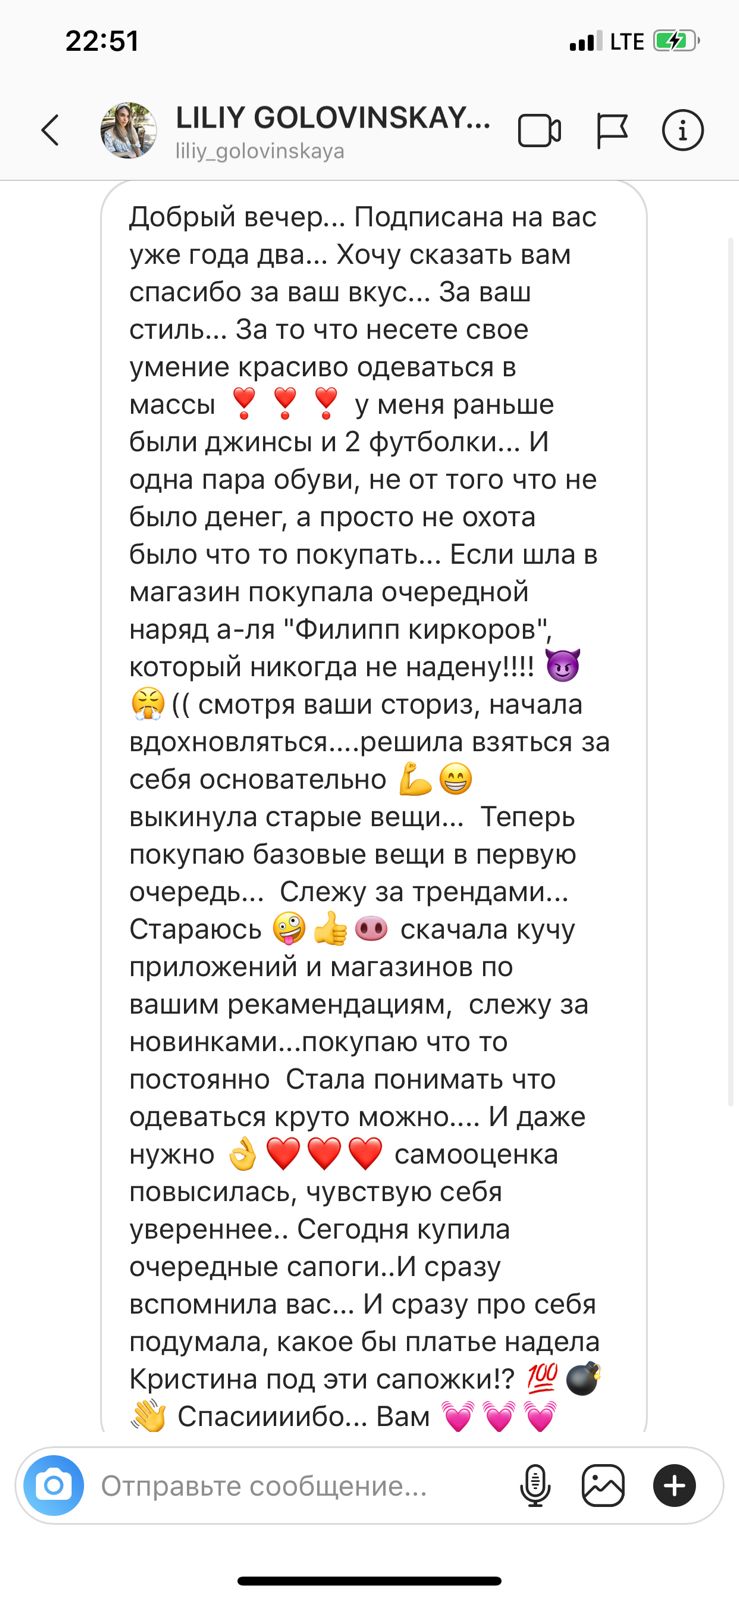 22:51
LTE
LILIY GOLOVINSKAY...
liliy_golovinskaya
Добрый вечер... Подписана на вас
уже года два... Хочу сказать вам
спасибо за ваш вкус... За ваш
стиль... За то что несете свое
умение красиво одеваться в
массы ❣️ ❣️ ❣️ у меня раньше
были джинсы и 2 футболки... И
одна пара обуви, не от того что не
было денег, а просто не охота
было что то покупать... Если шла в
магазин покупала очередной
наряд а-ля "Филипп киркоров",
который никогда не надену!!!! 😈
😤 (( смотря ваши сториз, начала
вдохновляться....решила взяться за
себя основательно 💪😁
выкинула старые вещи...  Теперь
покупаю базовые вещи в первую
очередь...  Слежу за трендами...
Стараюсь 🤪👍🐽 скачала кучу
приложений и магазинов по
вашим рекамендациям,  слежу за
новинками...покупаю что то
постоянно  Стала понимать что
одеваться круто можно.... И даже
нужно 👌❤️❤️❤️ самооценка
повысилась, чувствую себя
увереннее.. Сегодня купила
очередные сапоги..И сразу
вспомнила вас... И сразу про себя
подумала, какое бы платье надела
Кристина под эти сапожки!? 💯💣
👋 Спасиииибо... Вам 💓💓💓
Отправьте сообщение...